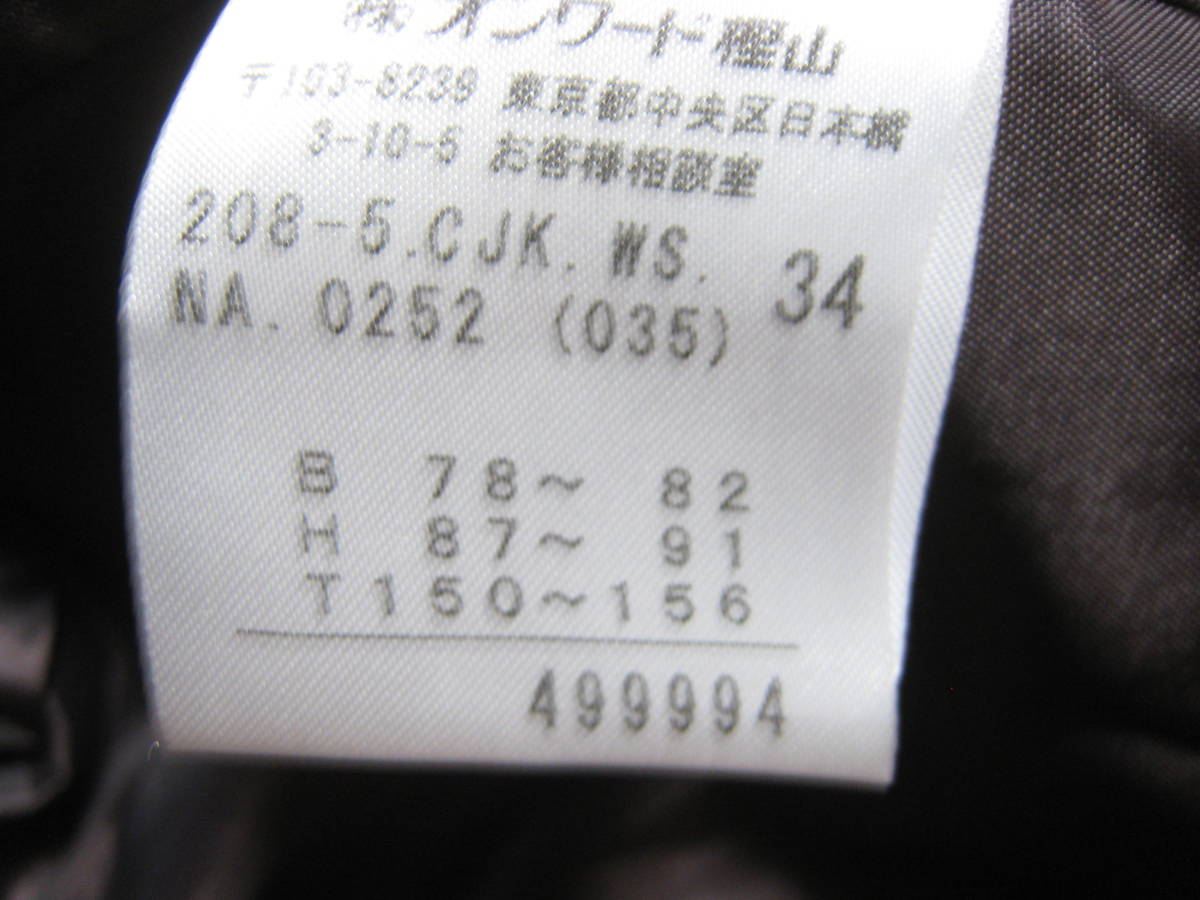 ㈱オンワード樫山
〒103-8239 東京都中央区日本橋
3-10-5 お客様相談室
208-5.CJK.WS. 34
NA. 0252 (035)
B 78~ 82
H 87~ 91
T150~156
499994